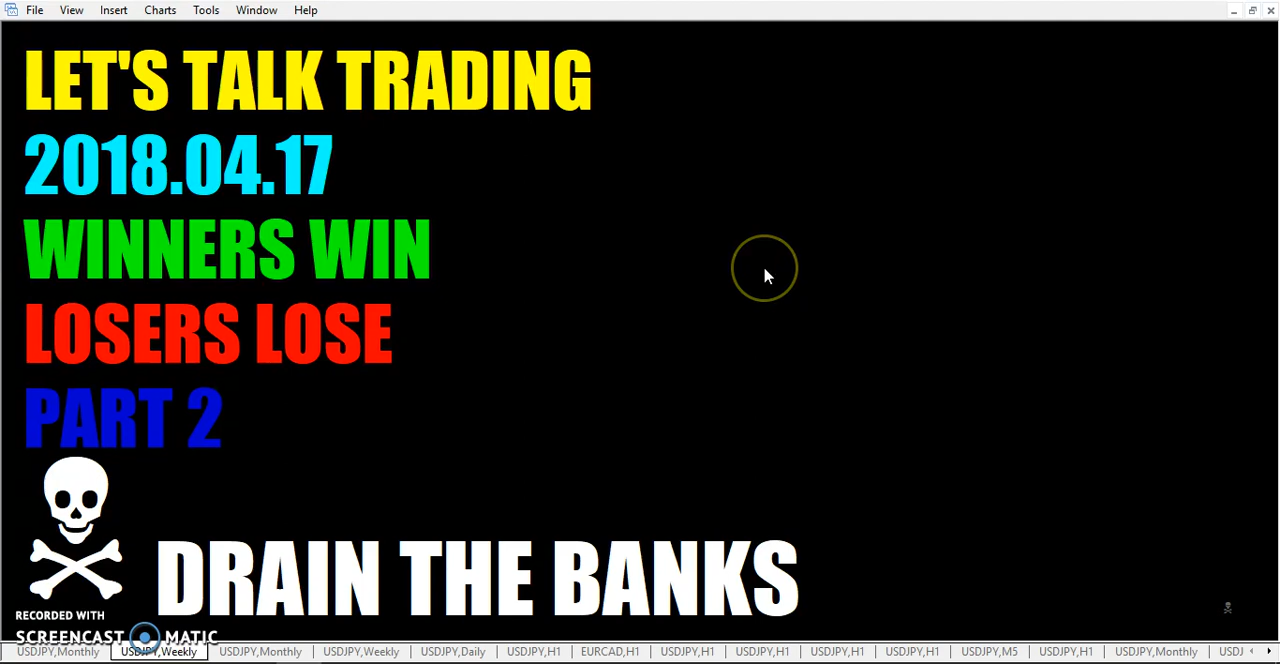 File View Insert Charts Tools Window Help
LET'S TALK TRADING
2018.04.17
WINNERS WIN
LOSERS LOSE
PART 2
DRAIN THE BANKS
RECORDED WITH
SCREENCAST MATIC
USDJPY,Monthly USDJPY,Weekly USDJPY,Monthly USDJPY,Weekly USDJPY,Daily USDJPY,H1 EURCAD,H1 USDJPY,H1 USDJPY,H1 USDJPY,H1 USDJPY,H1 USDJPY,M5 USDJPY,H1 USDJPY,Monthly USDJ